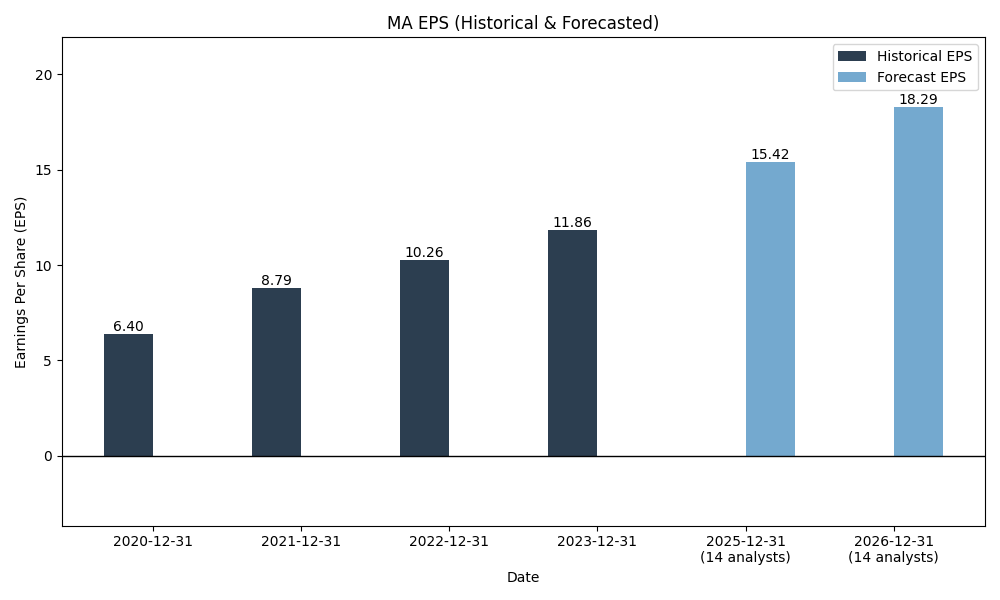 MA EPS (Historical & Forecasted)
Historical EPS
Forecast EPS
Earnings Per Share (EPS)
20
15
10
5
0
6.40
8.79
10.26
11.86
15.42
18.29
2020-12-31
2021-12-31
2022-12-31
2023-12-31
2025-12-31
(14 analysts)
2026-12-31
(14 analysts)
Date